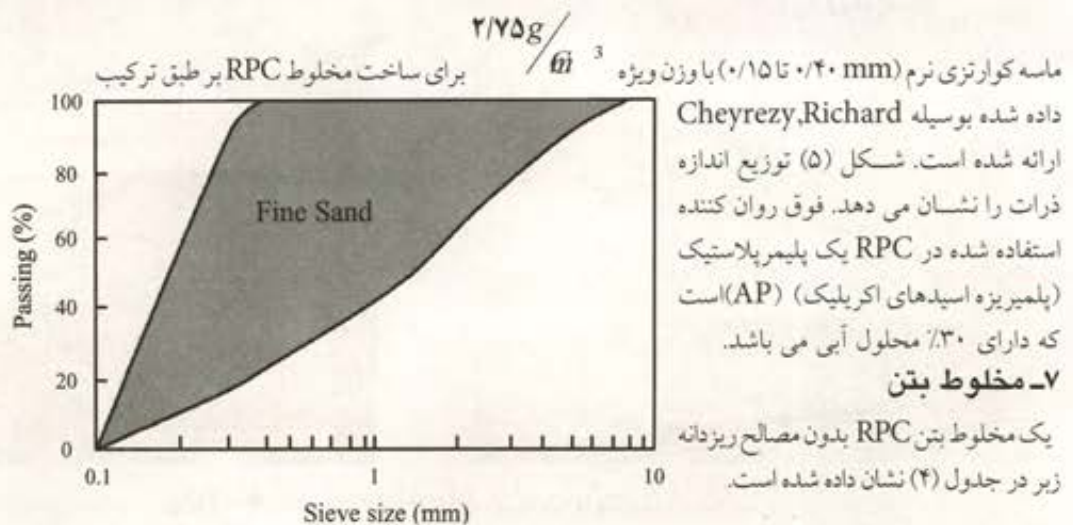 ماسه کوارتزی نرم (۰/۴۰ mm تا ۰/۱۵) با وزن ویژه ۲/۷۵g/cm³ برای ساخت مخلوط RPC بر طبق ترکیب
داده شده بوسیله Cheyrezy,Richard
ارائه شده است. شکل (۵) توزیع اندازه
ذرات را نشان می دهد. فوق روان کننده
استفاده شده در RPC یک پلیمرپلاستیک
(پلمیریزه اسیدهای اکریلیک) (AP) است
که دارای ۳۰٪ محلول آبی می باشد.
۷ـ مخلوط بتن
یک مخلوط بتن RPC بدون مصالح ریزدانه
زبر در جدول (۴) نشان داده شده است.
Passing (%)
100
80
60
40
20
0
Fine Sand
0.1 1 10
Sieve size (mm)